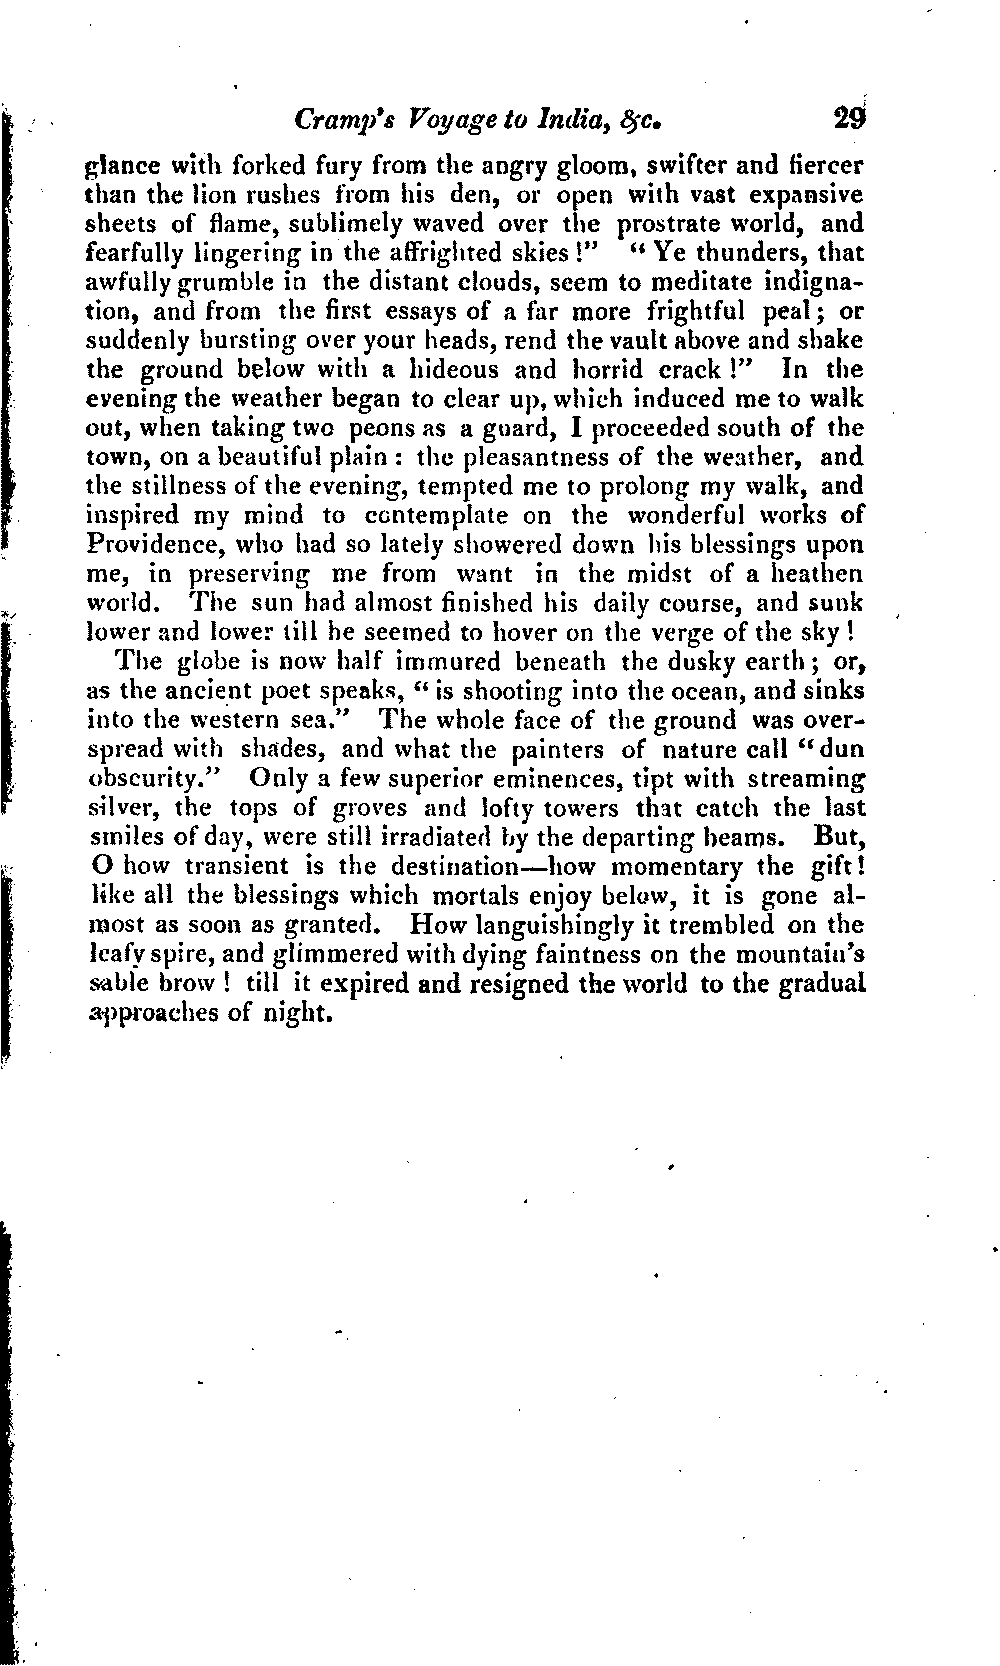 Cramp's Voyage to India, &c. 29
glance with forked fury from the angry gloom, swifter and fiercer
than the lion rushes from his den, or open with vast expansive
sheets of flame, sublimely waved over the prostrate world, and
fearfully lingering in the affrighted skies !" " Ye thunders, that
awfully grumble in the distant clouds, seem to meditate indigna-
tion, and from the first essays of a far more frightful peal ; or
suddenly bursting over your heads, rend the vault above and shake
the ground below with a hideous and horrid crack !" In the
evening the weather began to clear up, which induced me to walk
out, when taking two peons as a guard, I proceeded south of the
town, on a beautiful plain : the pleasantness of the weather, and
the stillness of the evening, tempted me to prolong my walk, and
inspired my mind to contemplate on the wonderful works of
Providence, who had so lately showered down his blessings upon
me, in preserving me from want in the midst of a heathen
world. The sun had almost finished his daily course, and sunk
lower and lower till he seemed to hover on the verge of the sky !
The globe is now half immured beneath the dusky earth ; or,
as the ancient poet speaks, " is shooting into the ocean, and sinks
into the western sea." The whole face of the ground was over-
spread with shades, and what the painters of nature call " dun
obscurity." Only a few superior eminences, tipt with streaming
silver, the tops of groves and lofty towers that catch the last
smiles of day, were still irradiated by the departing beams. But,
O how transient is the destination—how momentary the gift !
like all the blessings which mortals enjoy below, it is gone al-
most as soon as granted. How languishingly it trembled on the
leafy spire, and glimmered with dying faintness on the mountain's
sable brow ! till it expired and resigned the world to the gradual
approaches of night.